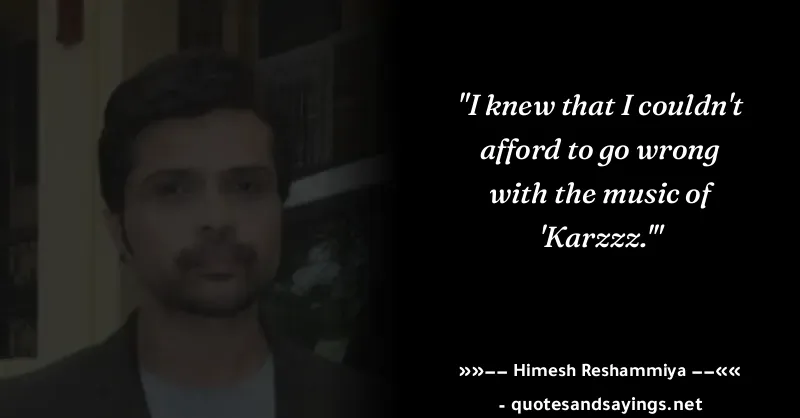 "I knew that I couldn't
afford to go wrong
with the music of
'Karzzz.'"
»»−− Himesh Reshammiya −−««
- quotesandsayings.net